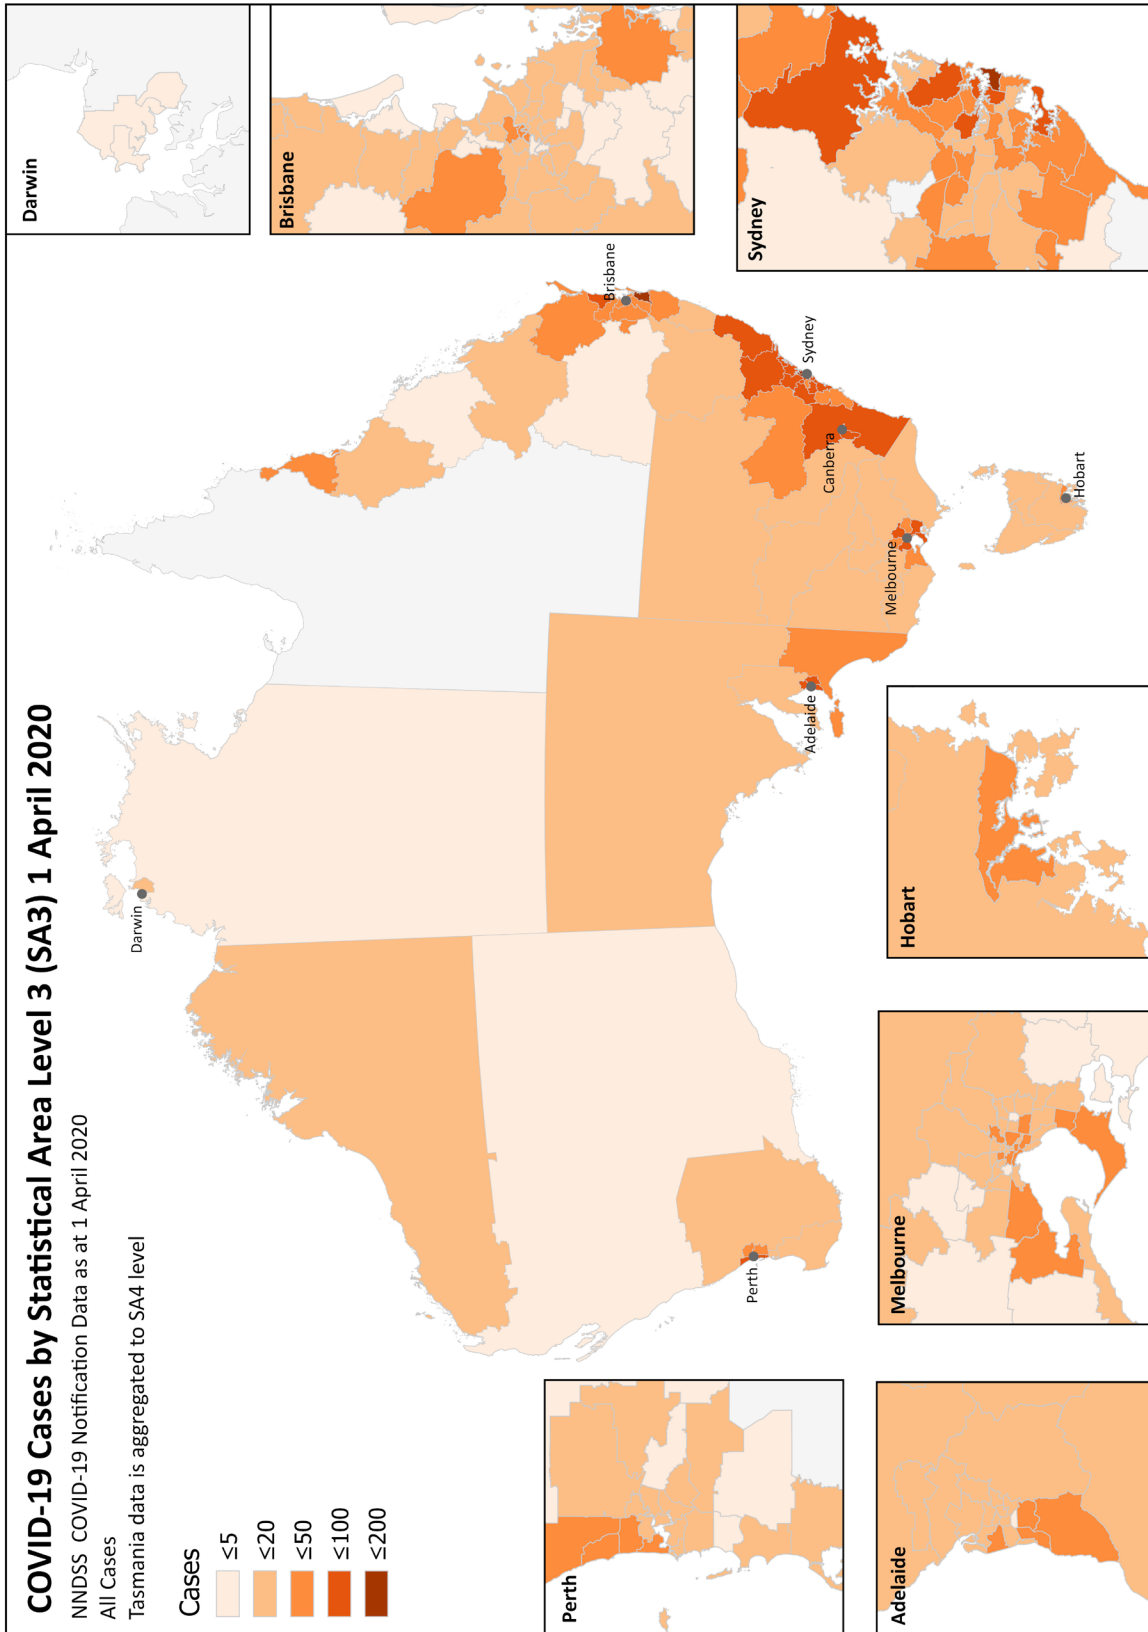 COVID-19 Cases by Statistical Area Level 3 (SA3) 1 April 2020
NNDSS COVID-19 Notification Data as at 1 April 2020
All Cases
Tasmania data is aggregated to SA4 level
Cases
≤5
≤20
≤50
≤100
≤200
Darwin
Brisbane
Sydney
Darwin
Brisbane
Sydney
Canberra
Melbourne
Hobart
Adelaide
Perth
Perth
Adelaide
Melbourne
Hobart